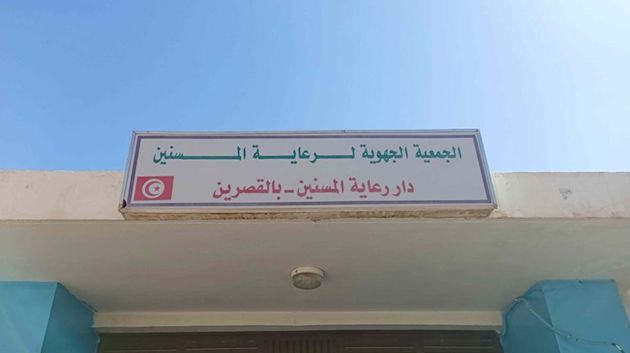 الجمعية الجهوية لرعاية المسنين
دار رعاية المسنين - بالقصرين